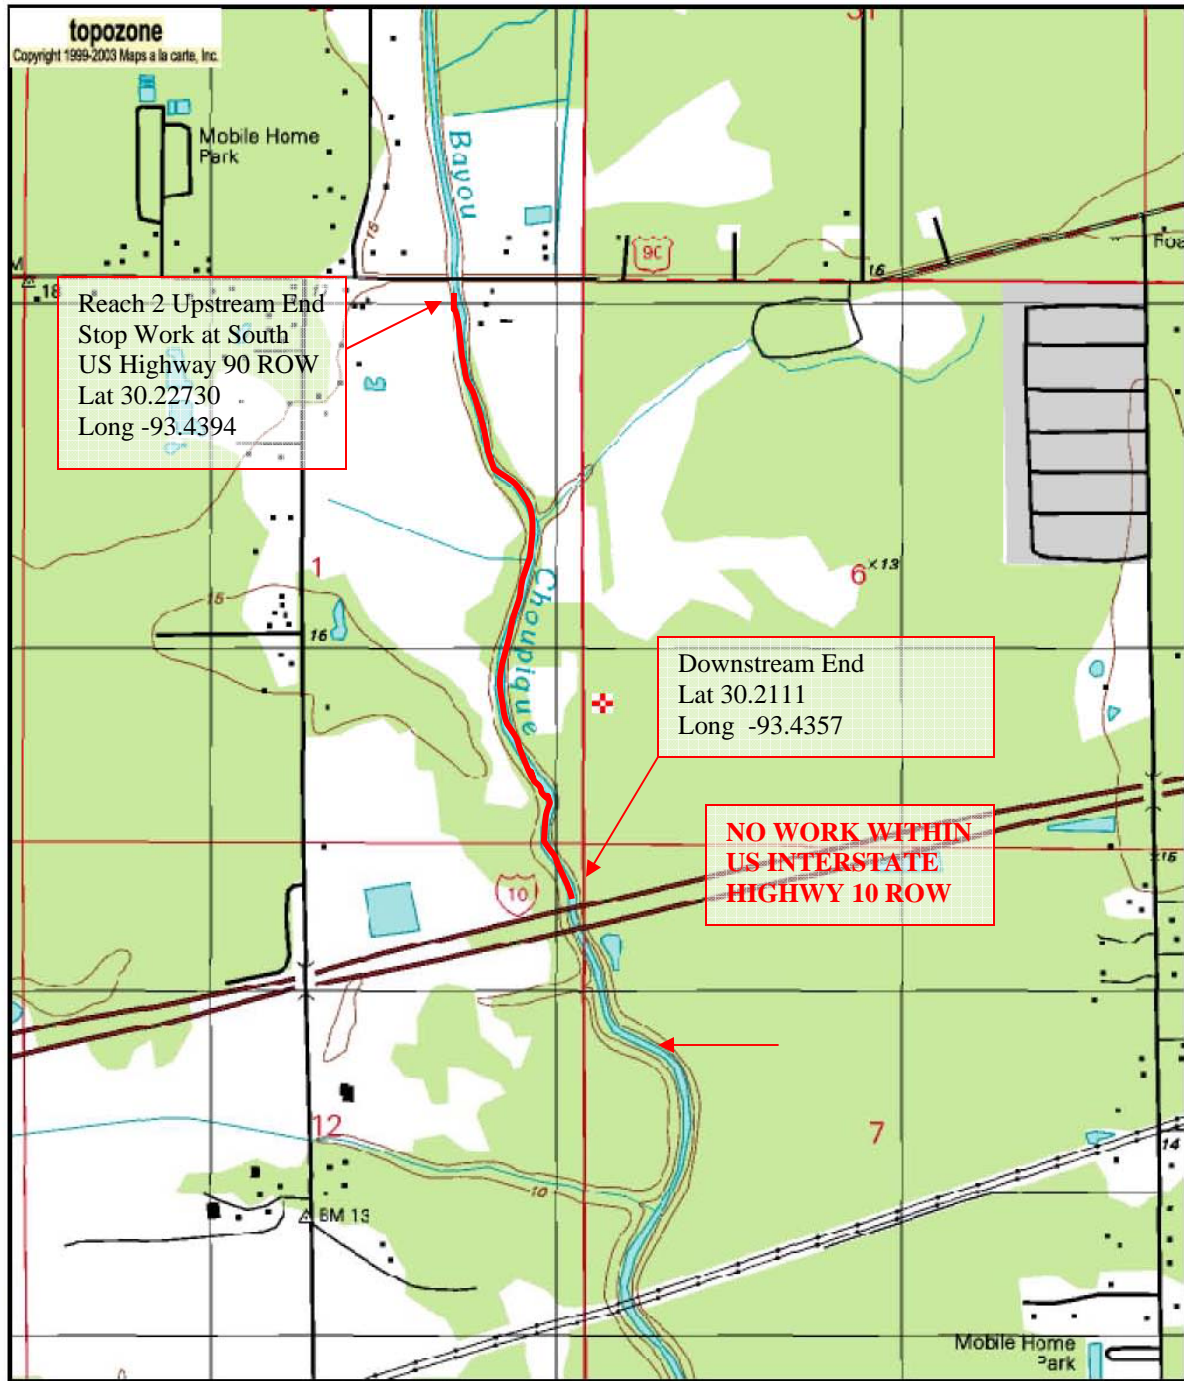 topozone
Copyright 1999-2003 Maps a la carte, Inc.
31
Mobile Home
Park
Bayou
15
90
16
18
Reach 2 Upstream End
Stop Work at South
US Highway 90 ROW
Lat 30.22730
Long -93.4394
1
15
16
Choupique
6
×13
Downstream End
Lat 30.2111
Long -93.4357
NO WORK WITHIN
US INTERSTATE
HIGHWY 10 ROW
×15
10
12
7
14
10
BM 13
Mobile Home
Park